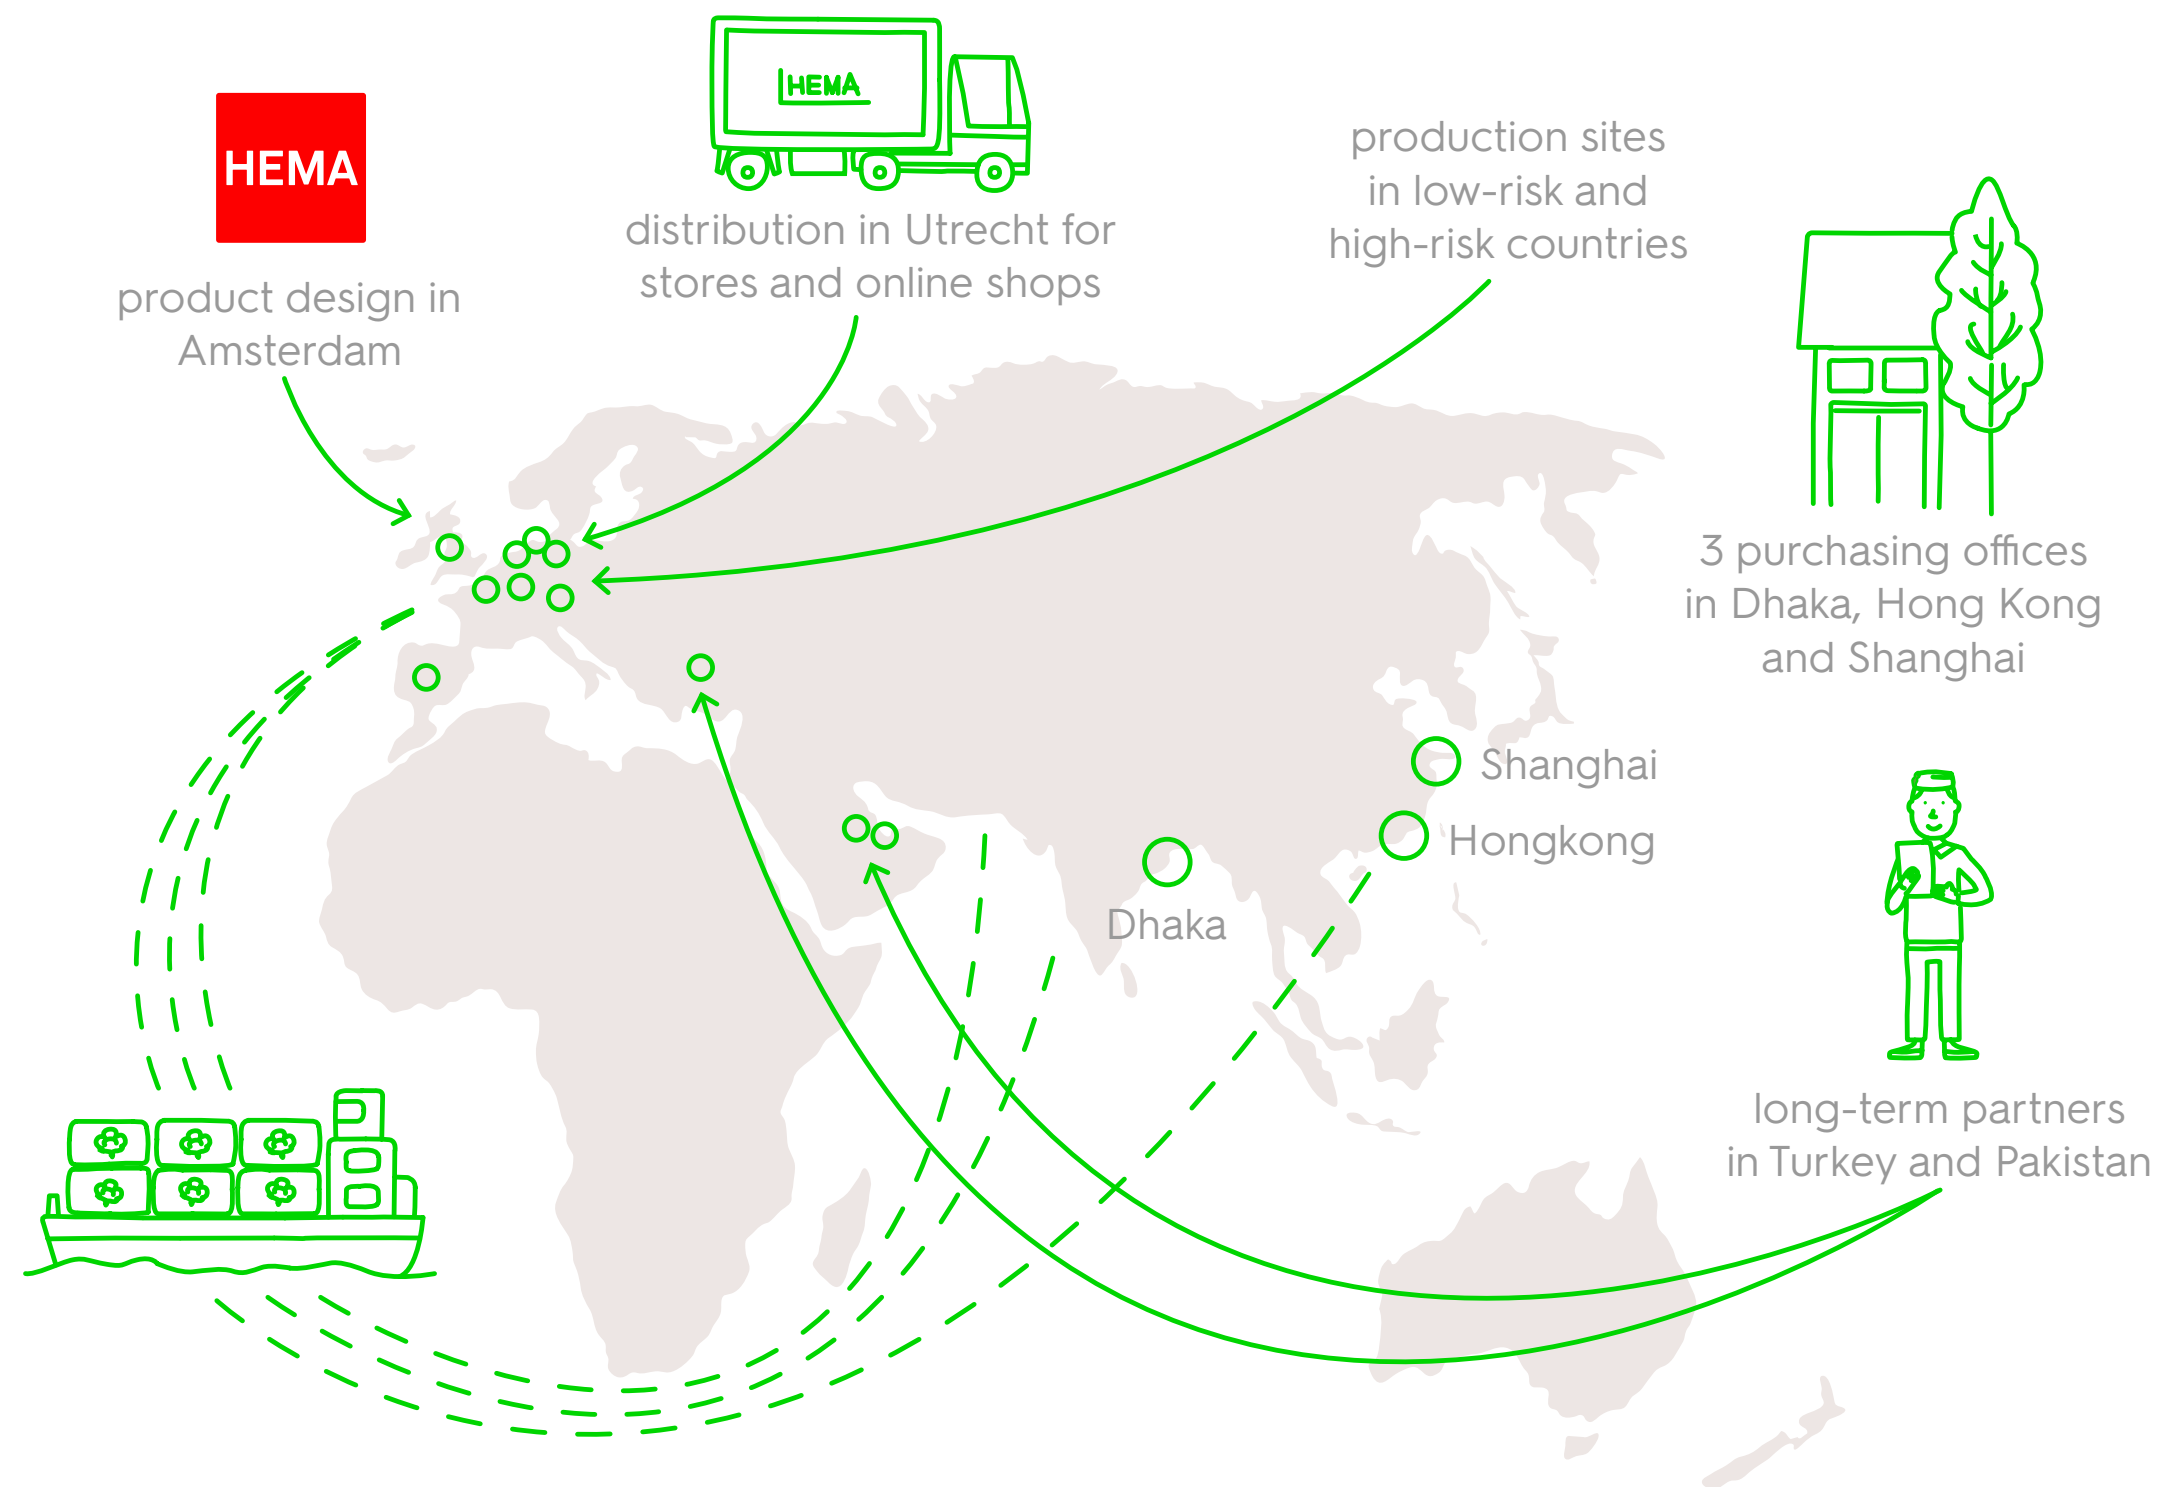 HEMA
product design in
Amsterdam
HEMA
distribution in Utrecht for
stores and online shops
production sites
in low-risk and
high-risk countries
3 purchasing offices
in Dhaka, Hong Kong
and Shanghai
Shanghai
Hongkong
Dhaka
long-term partners
in Turkey and Pakistan